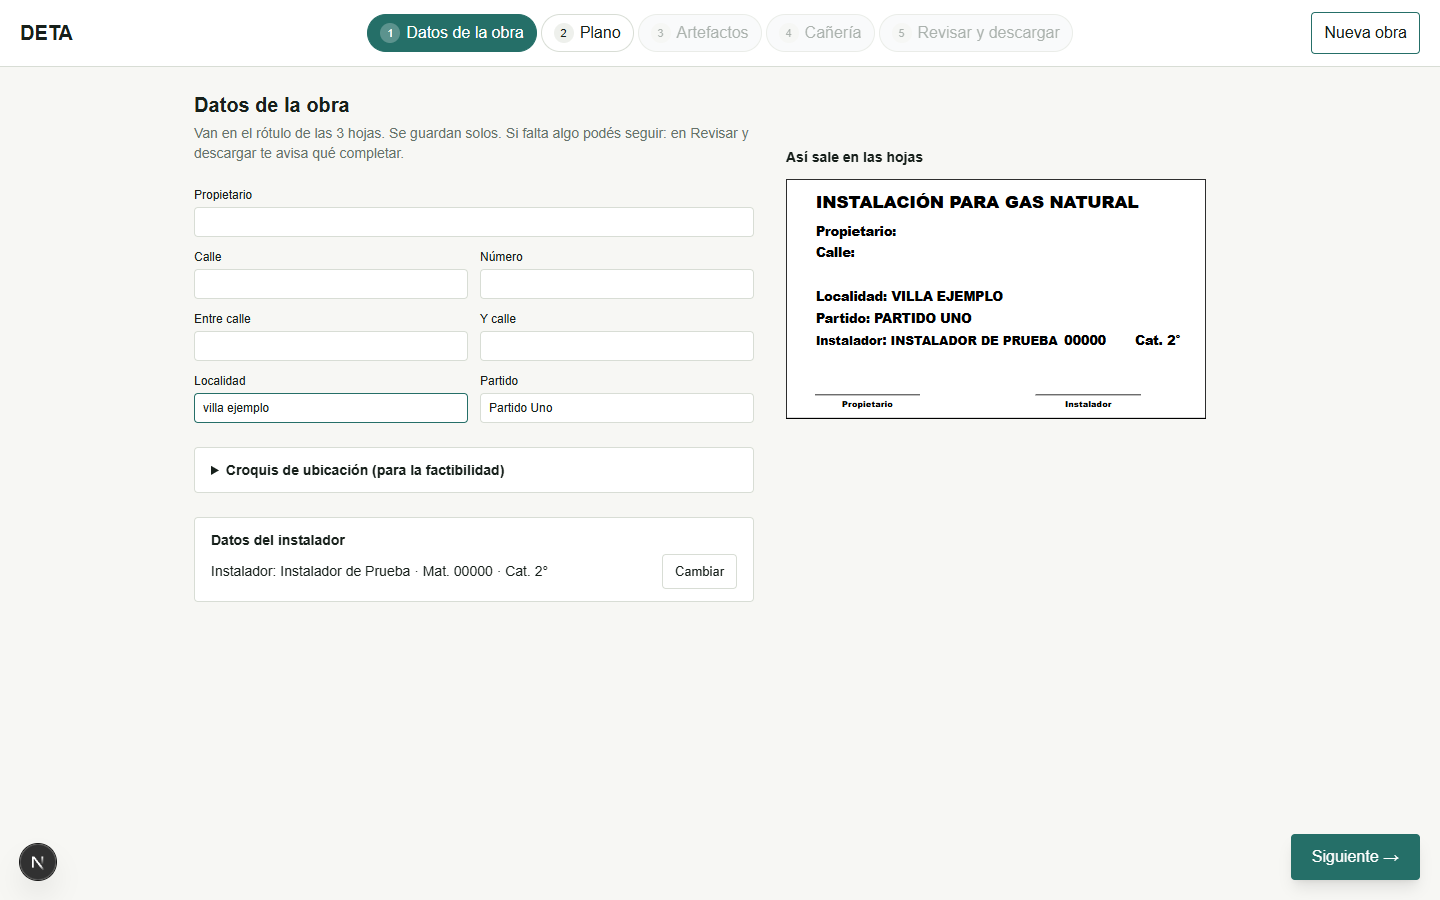 DETA
1 Datos de la obra
2 Plano
3 Artefactos
4 Cañería
5 Revisar y descargar
Nueva obra
Datos de la obra
Van en el rótulo de las 3 hojas. Se guardan solos. Si falta algo podés seguir: en Revisar y
descargar te avisa qué completar.
Propietario
Calle
Número
Entre calle
Y calle
Localidad
Partido
villa ejemplo
Partido Uno
Croquis de ubicación (para la factibilidad)
Datos del instalador
Instalador: Instalador de Prueba · Mat. 00000 · Cat. 2°
Cambiar
Así sale en las hojas
INSTALACIÓN PARA GAS NATURAL
Propietario:
Calle:
Localidad: VILLA EJEMPLO
Partido: PARTIDO UNO
Instalador: INSTALADOR DE PRUEBA 00000 Cat. 2°
Propietario
Instalador
N
Siguiente →